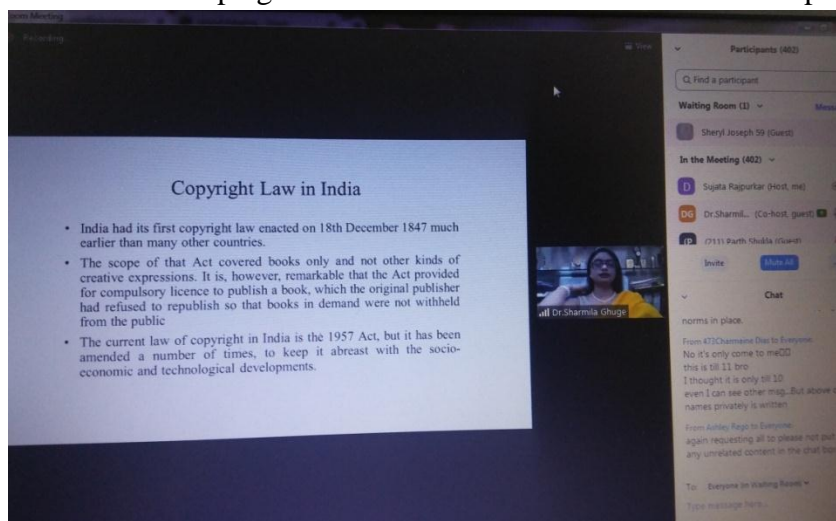 Meeting
Recording
View
Copyright Law in India
• India had its first copyright law enacted on 18th December 1847 much
earlier than many other countries.
• The scope of that Act covered books only and not other kinds of
creative expressions. It is, however, remarkable that the Act provided
for compulsory licence to publish a book, which the original publisher
had refused to republish so that books in demand were not withheld
from the public
• The current law of copyright in India is the 1957 Act, but it has been
amended a number of times, to keep it abreast with the socio-
economic and technological developments.
Dr.Sharmila Ghuge
Participants (402)
Find a participant
Waiting Room (1)
Sheryl Joseph 59 (Guest)
In the Meeting (402)
D Sujata Rajpurkar (Host, me)
DG Dr.Sharmil... (Co-host, guest)
(211) Parth Shukla (Guest)
Invite
Mute All
Chat
norms in place.
From 473Charmaine Dias to Everyone:
No it's only come to me
this is till 11 bro
I thought it is only till 10
even I can see other msg...But above
names privately is written
From Ashley Rego to Everyone:
again requesting all to please not put
any unrelated content in the chat box
To: Everyone (in Waiting Room)
Type message here...